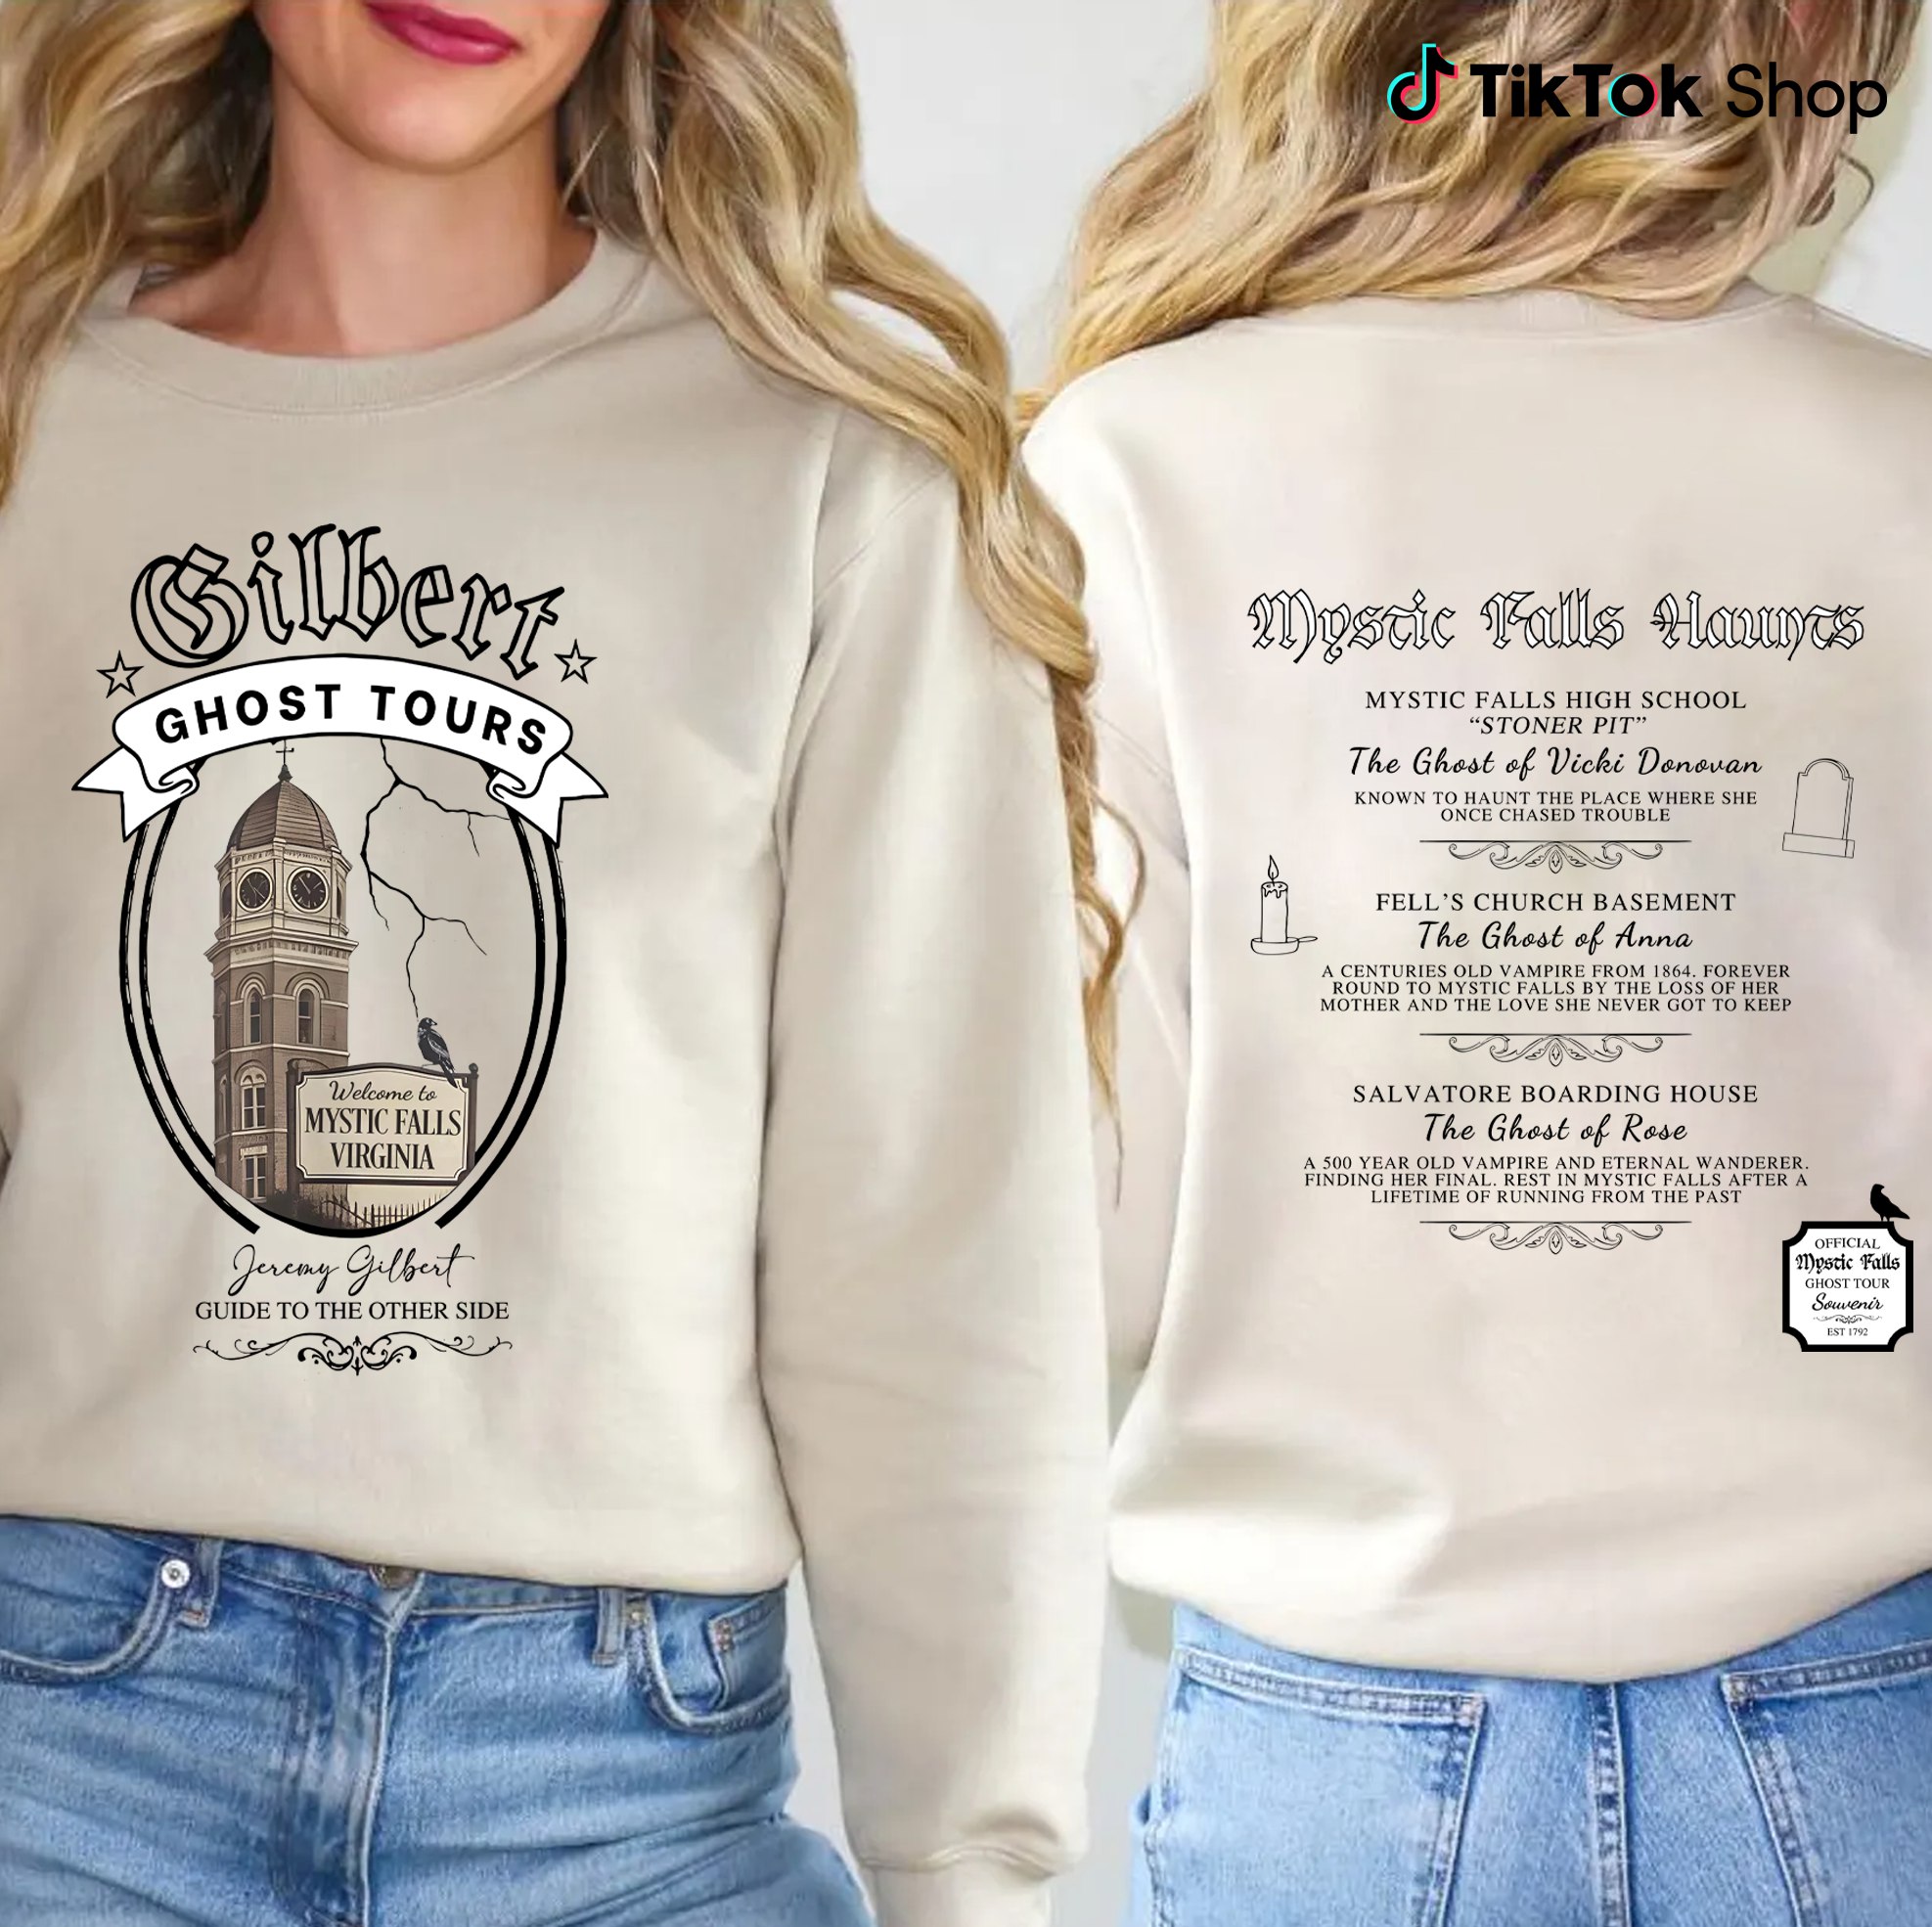 TikTok Shop
Gilbert
GHOST TOURS
Welcome to
MYSTIC FALLS
VIRGINIA
Jeremy Gilbert
GUIDE TO THE OTHER SIDE
Mystic Falls Haunts
MYSTIC FALLS HIGH SCHOOL
“STONER PIT”
The Ghost of Vicki Donovan
KNOWN TO HAUNT THE PLACE WHERE SHE
ONCE CHASED TROUBLE
FELL’S CHURCH BASEMENT
The Ghost of Anna
A CENTURIES OLD VAMPIRE FROM 1864. FOREVER
ROUND TO MYSTIC FALLS BY THE LOSS OF HER
MOTHER AND THE LOVE SHE NEVER GOT TO KEEP
SALVATORE BOARDING HOUSE
The Ghost of Rose
A 500 YEAR OLD VAMPIRE AND ETERNAL WANDERER.
FINDING HER FINAL. REST IN MYSTIC FALLS AFTER A
LIFETIME OF RUNNING FROM THE PAST
OFFICIAL
Mystic Falls
GHOST TOUR
Souvenir
EST 1792